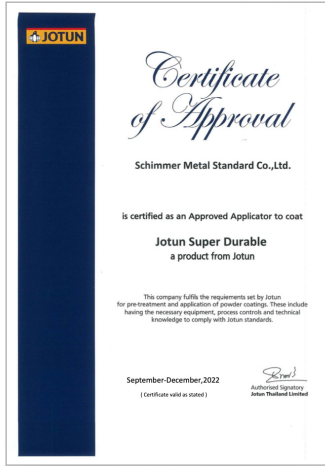 JOTUN
Certificate
of Approval
Schimmer Metal Standard Co.,Ltd.
is certified as an Approved Applicator to coat
Jotun Super Durable
a product from Jotun
This company fulfils the requiements set by Jotun
for pre-treatment and application of powder coatings. These include
having the necessary equipment, process controls and technical
knowledge to comply with Jotun standards.
September-December,2022
( Certificate valid as stated )
Authorised Signatory
Jotun Thailand Limited